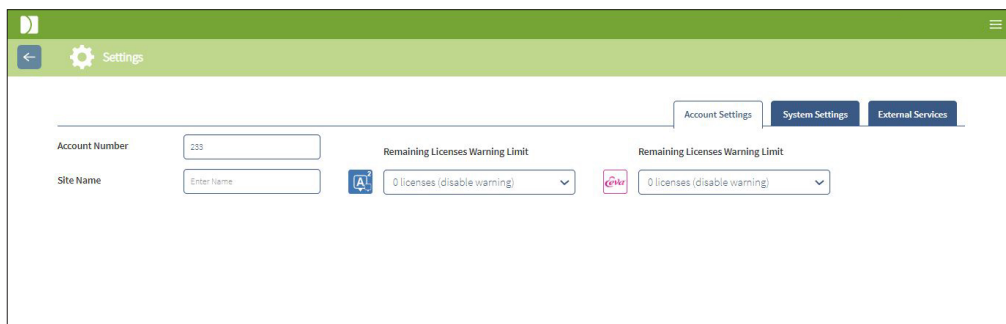 Settings
Account Settings
System Settings
External Services
Account Number
233
Remaining Licenses Warning Limit
Remaining Licenses Warning Limit
Site Name
Enter Name
A
0 licenses (disable warning)
0 licenses (disable warning)